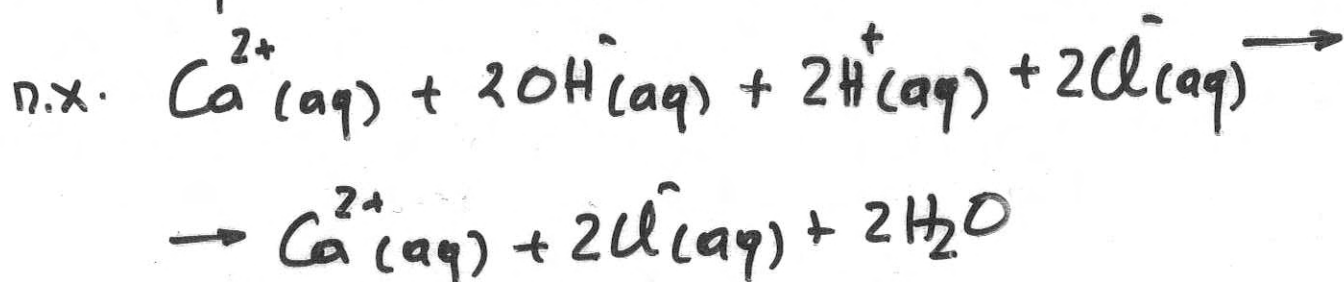 π.χ. Ca²⁺(aq) + 2OH⁻(aq) + 2H⁺(aq) + 2Cl⁻(aq) ⟶
→ Ca²⁺(aq) + 2Cl⁻(aq) + 2H₂O